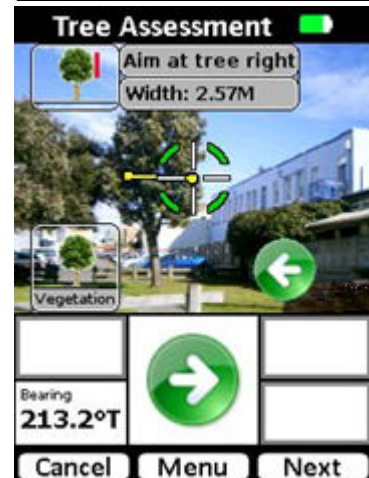 Tree Assessment
Aim at tree right
Width: 2.57M
Vegetation
Bearing
213.2°T
Cancel
Menu
Next